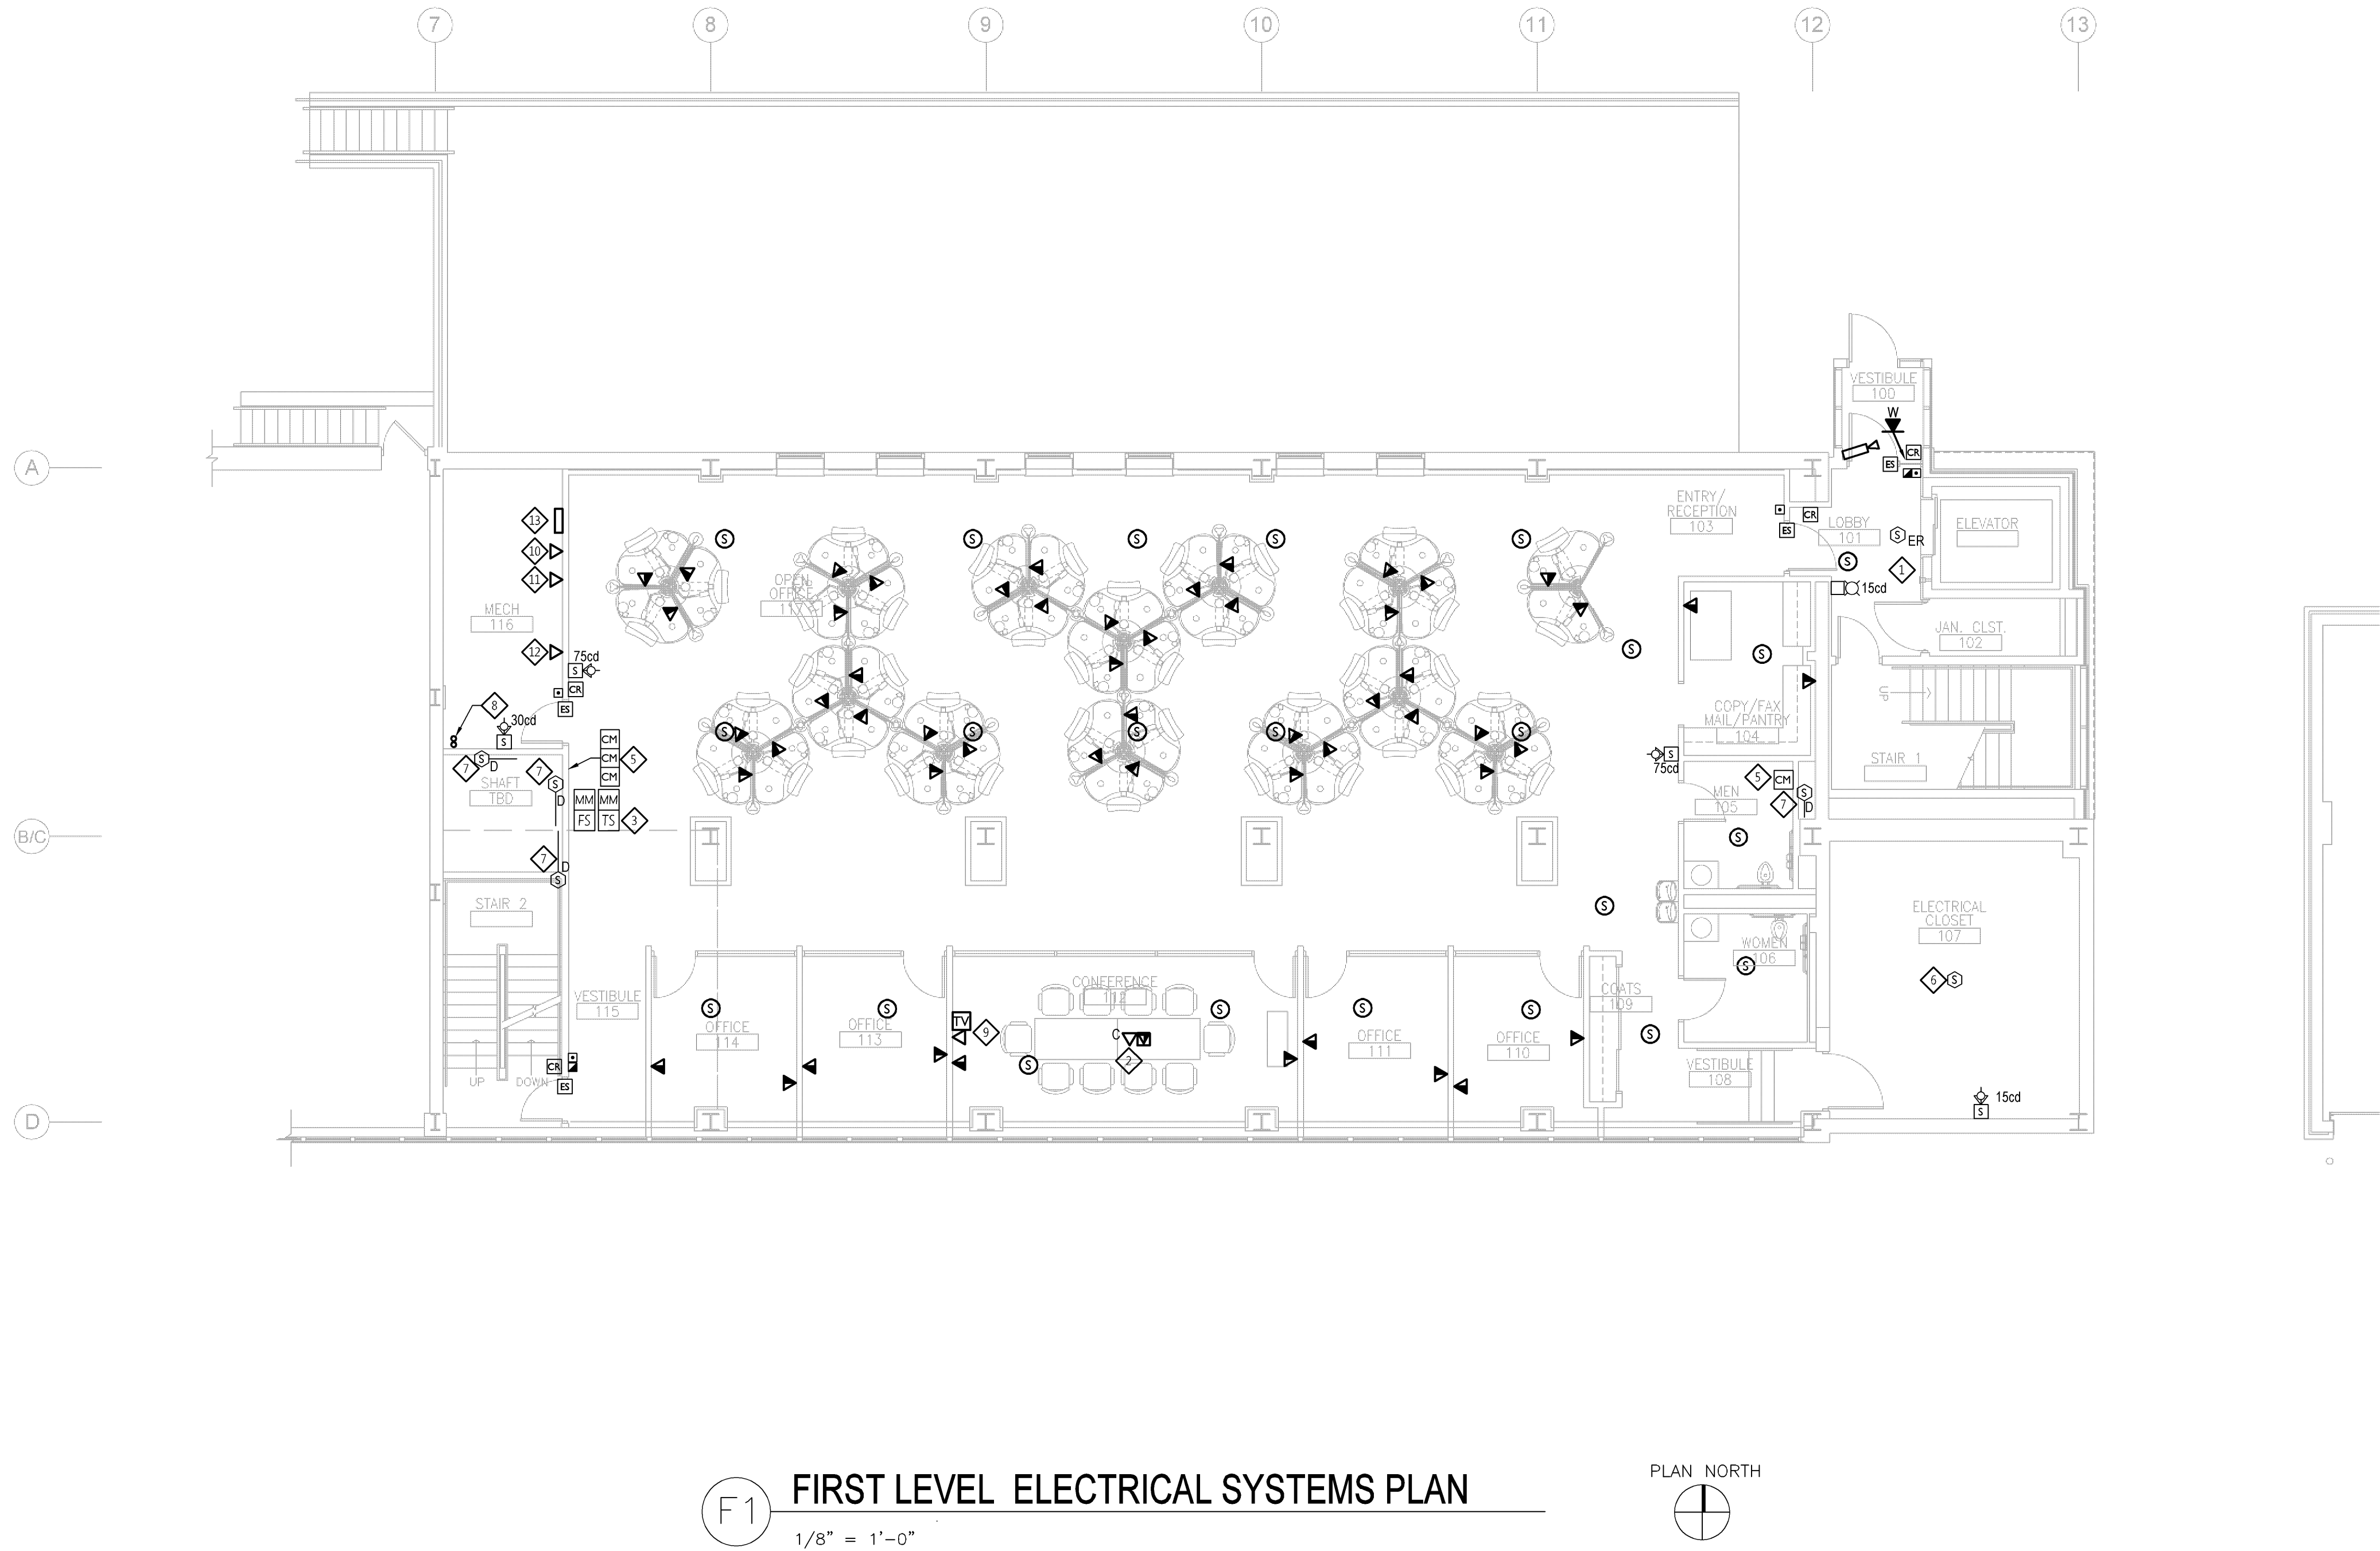 7 8 9 10 11 12 13
VESTIBULE
100
W
CR
ES
A
ENTRY/
RECEPTION
103
CR
ES
LOBBY
101
S ER
ELEVATOR
1
S
15cd
13
10
11
12
MECH
116
S S S S S
OPEN
OFFICE
117
JAN. CLST.
102
S
S
75cd
S
CR
ES
8
30cd
S
UP
COPY/FAX
MAIL/PANTRY
104
S S S S S
CM
CM
CM
5
S
75cd
STAIR 1
7
S
D
7
S
D
SHAFT
TBD
MM MM
FS TS
3
MEN
105
5
CM
7
S
D
S
B/C
7
D
S
STAIR 2
S
ELECTRICAL
CLOSET
107
WOMEN
106
S
6
S
VESTIBULE
115
CONFERENCE
112
COATS
109
S
OFFICE
114
S
OFFICE
113
TV
9
S
S
C
2
S
OFFICE
111
S
OFFICE
110
S
VESTIBULE
108
CR
ES
UP
DOWN
15cd
S
D
F1
FIRST LEVEL ELECTRICAL SYSTEMS PLAN
1/8" = 1'-0"
PLAN NORTH